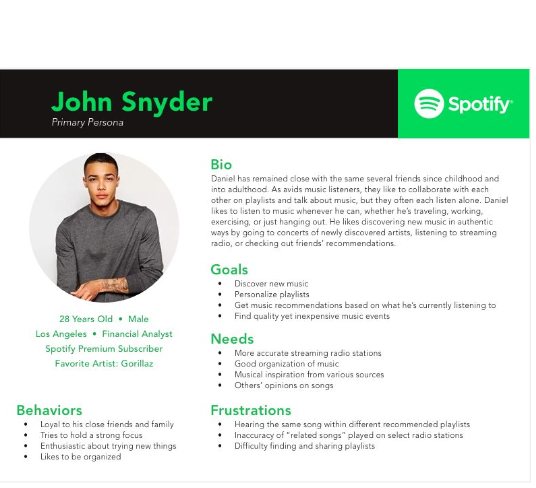 John Snyder
Primary Persona
Spotify
Bio
Daniel has remained close with the same several friends since childhood and
into adulthood. As avids music listeners, they like to collaborate with each
other on playlists and talk about music, but they often each listen alone. Daniel
likes to listen to music whenever he can, whether he's traveling, working,
exercising, or just hanging out. He likes discovering new music in authentic
ways by going to concerts of newly discovered artists, listening to streaming
radio, or checking out friends' recommendations.
28 Years Old • Male
Los Angeles • Financial Analyst
Spotify Premium Subscriber
Favorite Artist: Gorillaz
Goals
• Discover new music
• Personalize playlists
• Get music recommendations based on what he's currently listening to
• Find quality yet inexpensive music events
Needs
• More accurate streaming radio stations
• Good organization of music
• Musical inspiration from various sources
• Others' opinions on songs
Behaviors
• Loyal to his close friends and family
• Tries to hold a strong focus
• Enthusiastic about trying new things
• Likes to be organized
Frustrations
• Hearing the same song within different recommended playlists
• Inaccuracy of "related songs" played on select radio stations
• Difficulty finding and sharing playlists